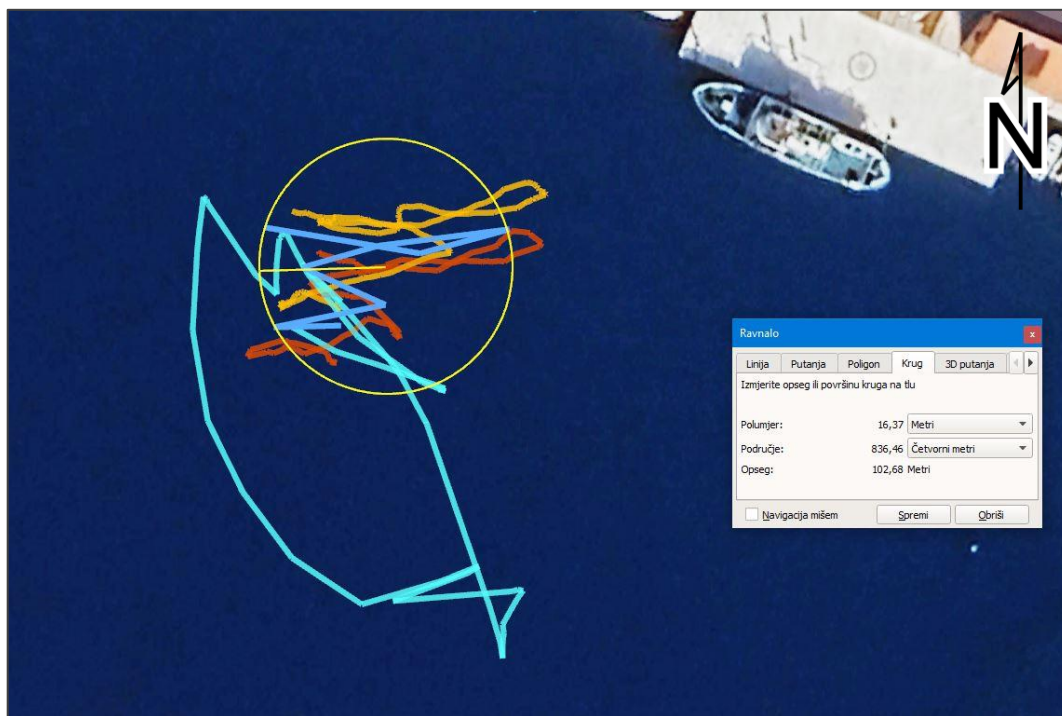 N
Ravnalo
Linija Putanja Poligon Krug 3D putanja
Izmjerite opseg ili površinu kruga na tlu
Polumjer: 16,37 Metri
Područje: 836,46 Četvorni metri
Opseg: 102,68 Metri
Navigacija mišem Spremi Obriši